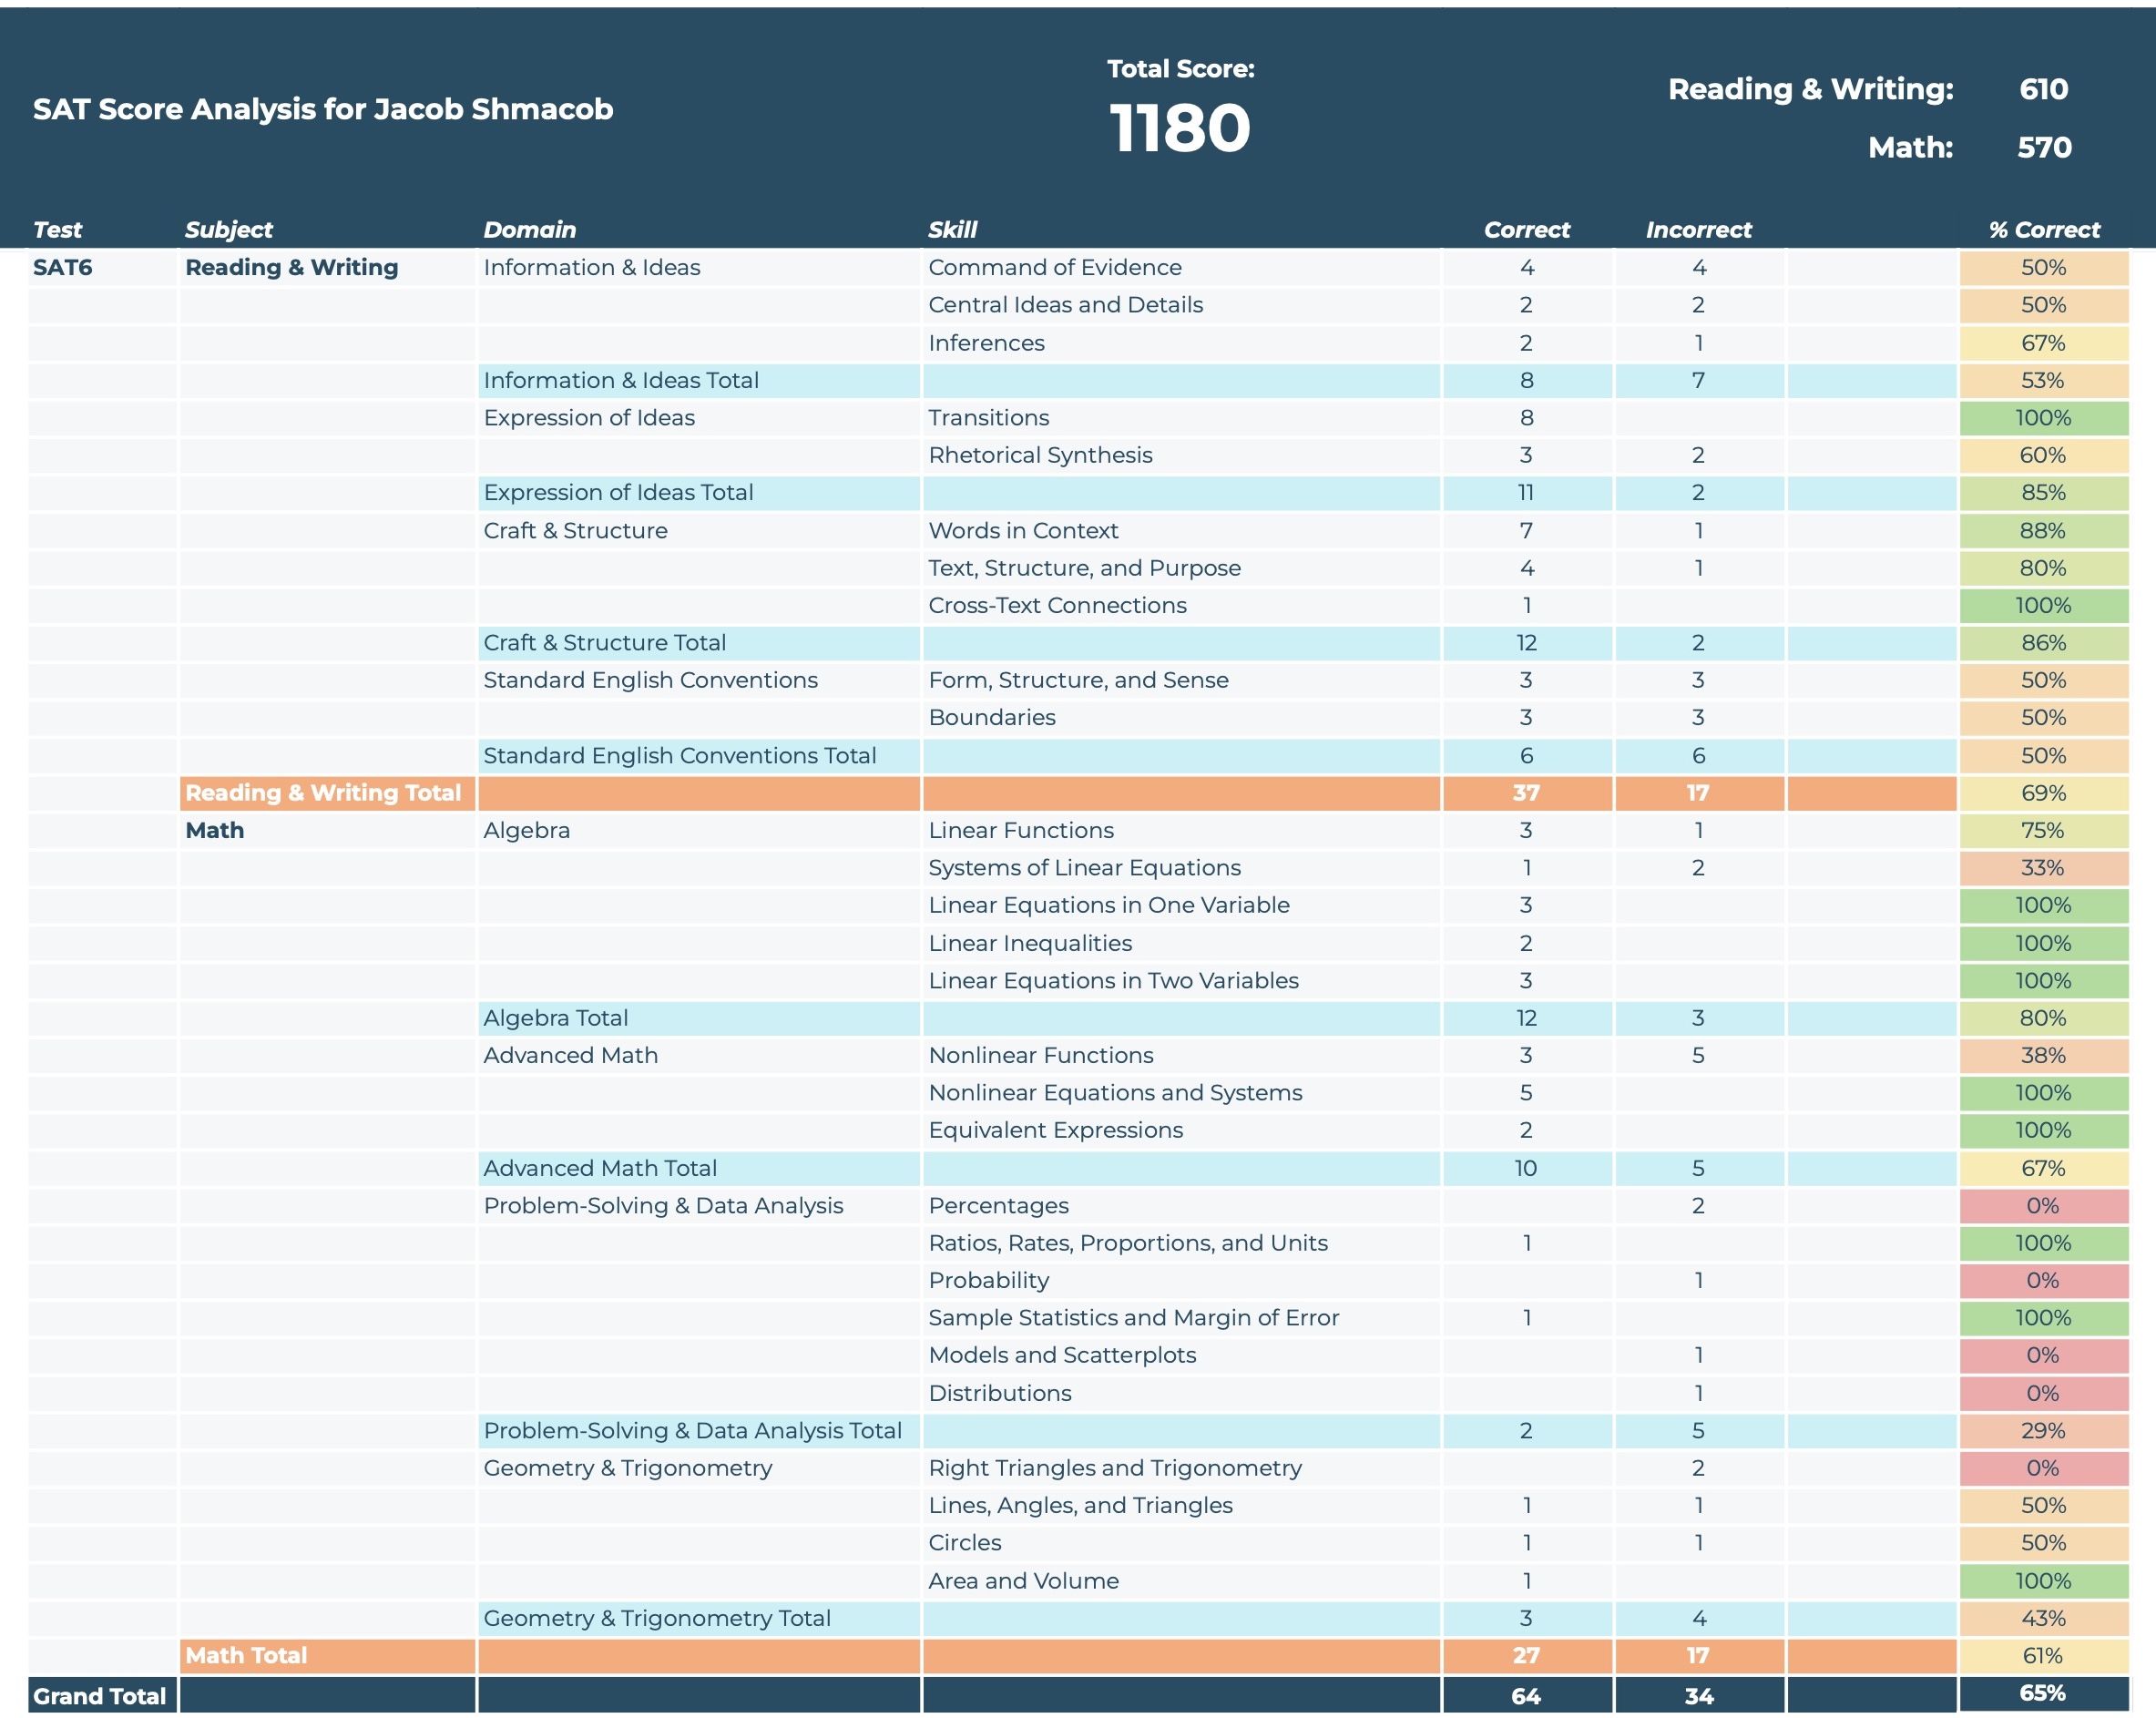 SAT Score Analysis for Jacob Shmacob
Total Score:
1180
Reading & Writing: 610
Math: 570
Test Subject Domain Skill Correct Incorrect % Correct
SAT6 Reading & Writing Information & Ideas Command of Evidence 4 4 50%
Central Ideas and Details 2 2 50%
Inferences 2 1 67%
Information & Ideas Total 8 7 53%
Expression of Ideas Transitions 8 100%
Rhetorical Synthesis 3 2 60%
Expression of Ideas Total 11 2 85%
Craft & Structure Words in Context 7 1 88%
Text, Structure, and Purpose 4 1 80%
Cross-Text Connections 1 100%
Craft & Structure Total 12 2 86%
Standard English Conventions Form, Structure, and Sense 3 3 50%
Boundaries 3 3 50%
Standard English Conventions Total 6 6 50%
Reading & Writing Total 37 17 69%
Math Algebra Linear Functions 3 1 75%
Systems of Linear Equations 1 2 33%
Linear Equations in One Variable 3 100%
Linear Inequalities 2 100%
Linear Equations in Two Variables 3 100%
Algebra Total 12 3 80%
Advanced Math Nonlinear Functions 3 5 38%
Nonlinear Equations and Systems 5 100%
Equivalent Expressions 2 100%
Advanced Math Total 10 5 67%
Problem-Solving & Data Analysis Percentages 2 0%
Ratios, Rates, Proportions, and Units 1 100%
Probability 1 0%
Sample Statistics and Margin of Error 1 100%
Models and Scatterplots 1 0%
Distributions 1 0%
Problem-Solving & Data Analysis Total 2 5 29%
Geometry & Trigonometry Right Triangles and Trigonometry 2 0%
Lines, Angles, and Triangles 1 1 50%
Circles 1 1 50%
Area and Volume 1 100%
Geometry & Trigonometry Total 3 4 43%
Math Total 27 17 61%
Grand Total 64 34 65%